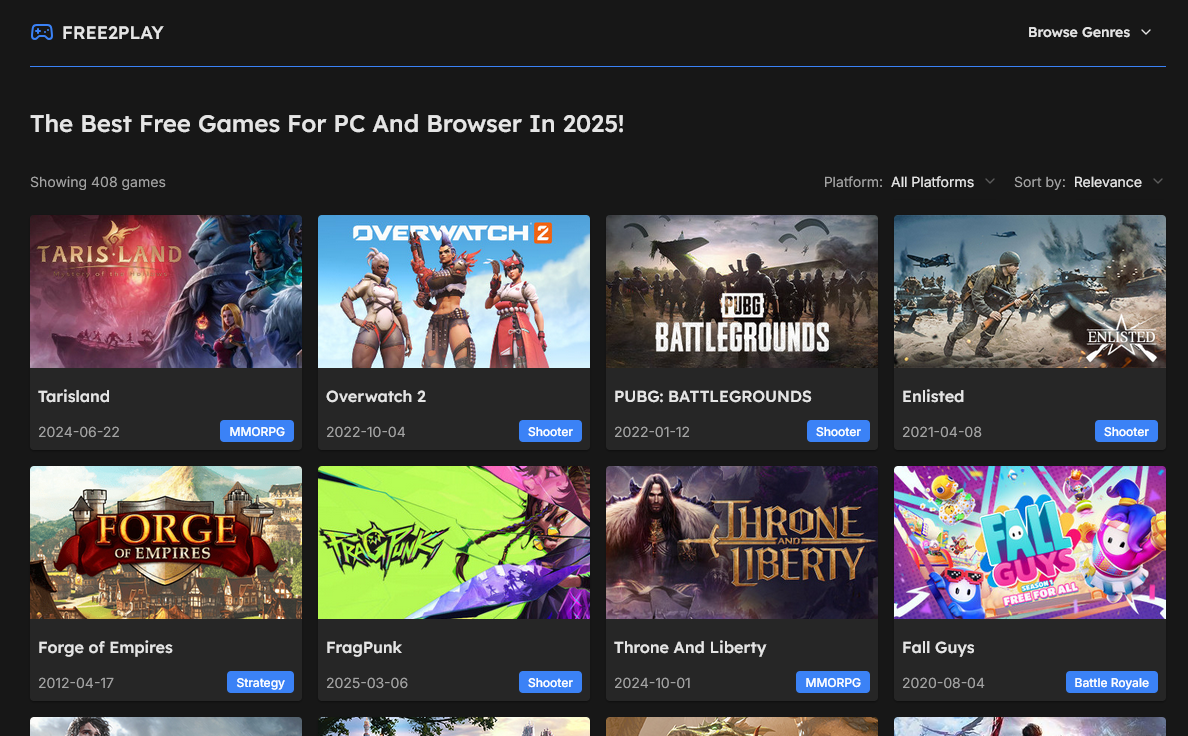 FREE2PLAY
Browse Genres
The Best Free Games For PC And Browser In 2025!
Showing 408 games
Platform: All Platforms
Sort by: Relevance
TARISLAND
OVERWATCH 2
PUBG
BATTLEGROUNDS
ENLISTED
Tarisland
Overwatch 2
PUBG: BATTLEGROUNDS
Enlisted
2024-06-22
MMORPG
2022-10-04
Shooter
2022-01-12
Shooter
2021-04-08
Shooter
FORGE
OF EMPIRES
FRAGPUNK
THRONE
AND
LIBERTY
FALL
GUYS
SEASON 1
FREE FOR ALL
Forge of Empires
FragPunk
Throne And Liberty
Fall Guys
2012-04-17
Strategy
2025-03-06
Shooter
2024-10-01
MMORPG
2020-08-04
Battle Royale